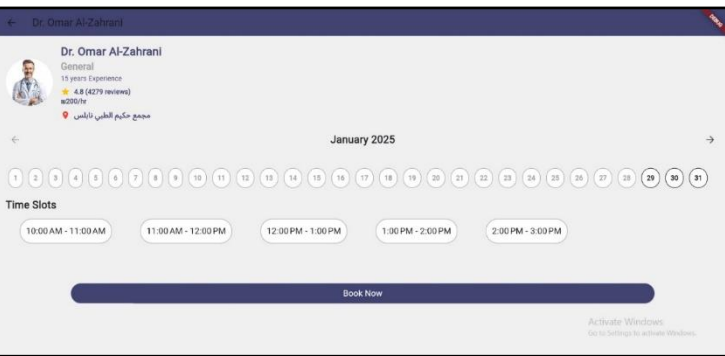 Dr. Omar Al-Zahrani
DEBUG
Dr. Omar Al-Zahrani
General
15 years Experience
4.8 (4279 reviews)
₪200/hr
مجمع حكيم الطبي نابلس
January 2025
1 2 3 4 5 6 7 8 9 10 11 12 13 14 15 16 17 18 19 20 21 22 23 24 25 26 27 28 29 30 31
Time Slots
10:00 AM - 11:00 AM 11:00 AM - 12:00 PM 12:00 PM - 1:00 PM 1:00 PM - 2:00 PM 2:00 PM - 3:00 PM
Book Now
Activate Windows
Go to Settings to activate Windows.